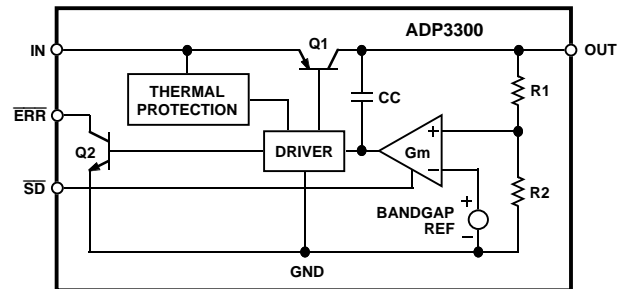 ADP3300
IN
Q1
OUT
THERMAL
PROTECTION
CC
R1
ERR
Q2
DRIVER
Gm
+
−
SD
R2
BANDGAP
REF
+
−
GND